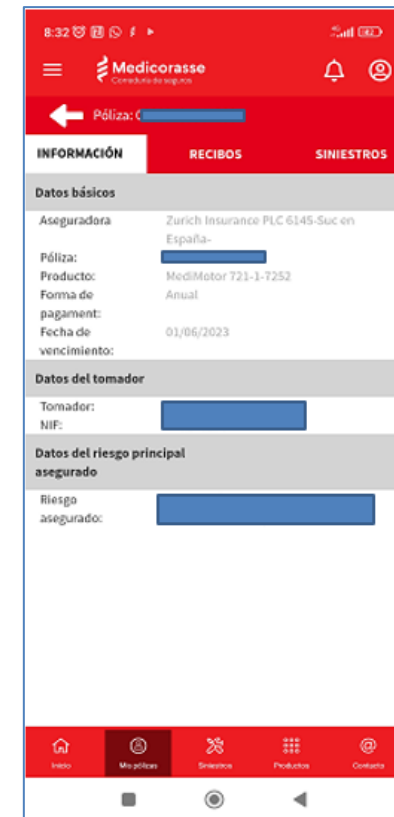 8:32
Medicorasse
Correduría de seguros
Póliza: C
INFORMACIÓN RECIBOS SINIESTROS
Datos básicos
Aseguradora Zurich Insurance PLC 6145-Suc en
España-
Póliza:
Producto: MediMotor 721-1-7252
Forma de Anual
pagament:
Fecha de 01/06/2023
vencimiento:
Datos del tomador
Tomador:
NIF:
Datos del riesgo principal
asegurado
Riesgo
asegurado:
Inicio Mis pólizas Siniestros Productos Contacto